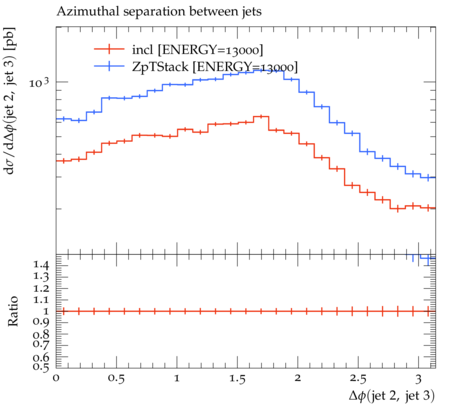 Azimuthal separation between jets
dσ/dΔϕ(jet 2, jet 3) [pb]
incl [ENERGY=13000]
ZpTStack [ENERGY=13000]
10³
Ratio
1.4
1.3
1.2
1.1
1
0.9
0.8
0.7
0.6
0.5
0 0.5 1 1.5 2 2.5 3
Δϕ(jet 2, jet 3)